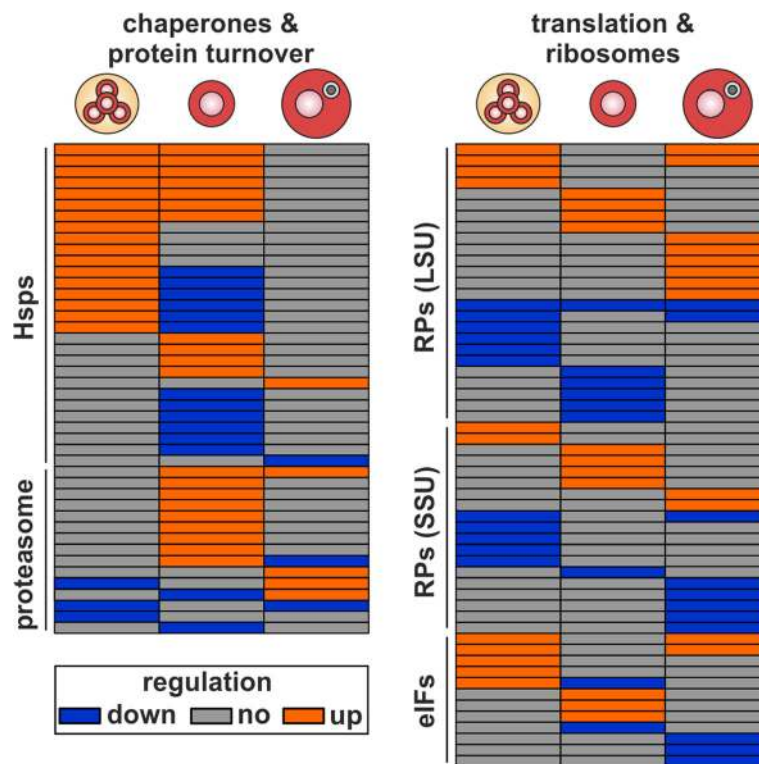 chaperones &
protein turnover
translation &
ribosomes
Hsps
proteasome
RPs (LSU)
RPs (SSU)
eIFs
regulation
down no up